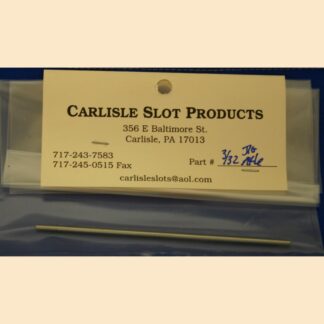 CARLISLE SLOT PRODUCTS
356 E Baltimore St.
Carlisle, PA 17013
717-243-7583
717-245-0515 Fax
Part # 3/32
carlisleslots@aol.com